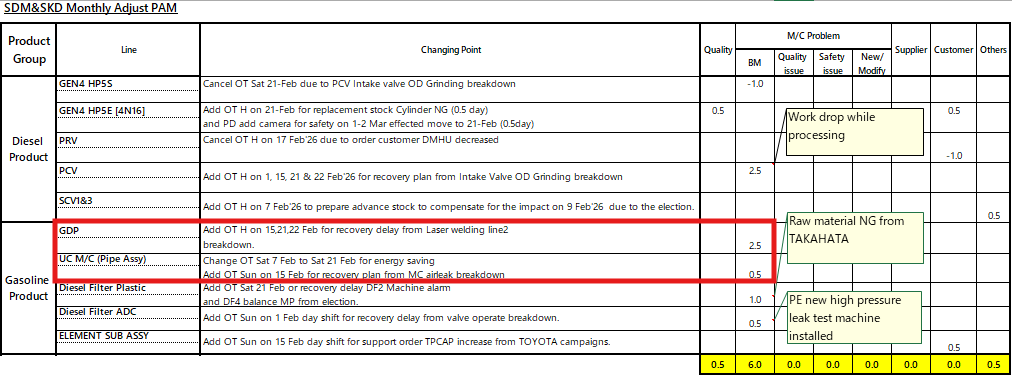 SDM&SKD Monthly Adjust PAM
Product Group Line Changing Point Quality M/C Problem Supplier Customer Others
BM Quality issue Safety issue New/ Modify
Diesel Product
GEN4 HP5S Cancel OT Sat 21-Feb due to PCV Intake valve OD Grinding breakdown -1.0
GEN4 HP5E [4N16] Add OT H on 21-Feb for replacement stock Cylinder NG (0.5 day) 0.5 0.5
and PD add camera for safety on 1-2 Mar effected move to 21-Feb (0.5day)
PRV Cancel OT H on 17 Feb'26 due to order customer DMHU decreased -1.0
PCV Add OT H on 1, 15, 21 & 22 Feb'26 for recovery plan from Intake Valve OD Grinding breakdown 2.5
SCV1&3 Add OT H on 7 Feb'26 to prepare advance stock to compensate for the impact on 9 Feb'26 due to the election. 0.5
Gasoline Product
GDP Add OT H on 15,21,22 Feb for recovery delay from Laser welding line2
breakdown. 2.5
UC M/C (Pipe Assy) Change OT Sat 7 Feb to Sat 21 Feb for energy saving
Add OT Sun on 15 Feb for recovery plan from MC airleak breakdown 0.5
Diesel Filter Plastic Add OT Sat 21 Feb or recovery delay DF2 Machine alarm
and DF4 balance MP from election. 1.0
Diesel Filter ADC Add OT Sun on 1 Feb day shift for recovery delay from valve operate breakdown. 0.5
ELEMENT SUB ASSY Add OT Sun on 15 Feb day shift for support order TPCAP increase from TOYOTA campaigns. 0.5
0.5 6.0 0.0 0.0 0.0 0.0 0.0 0.5
Work drop while
processing
Raw material NG from
TAKAHATA
PE new high pressure
leak test machine
installed